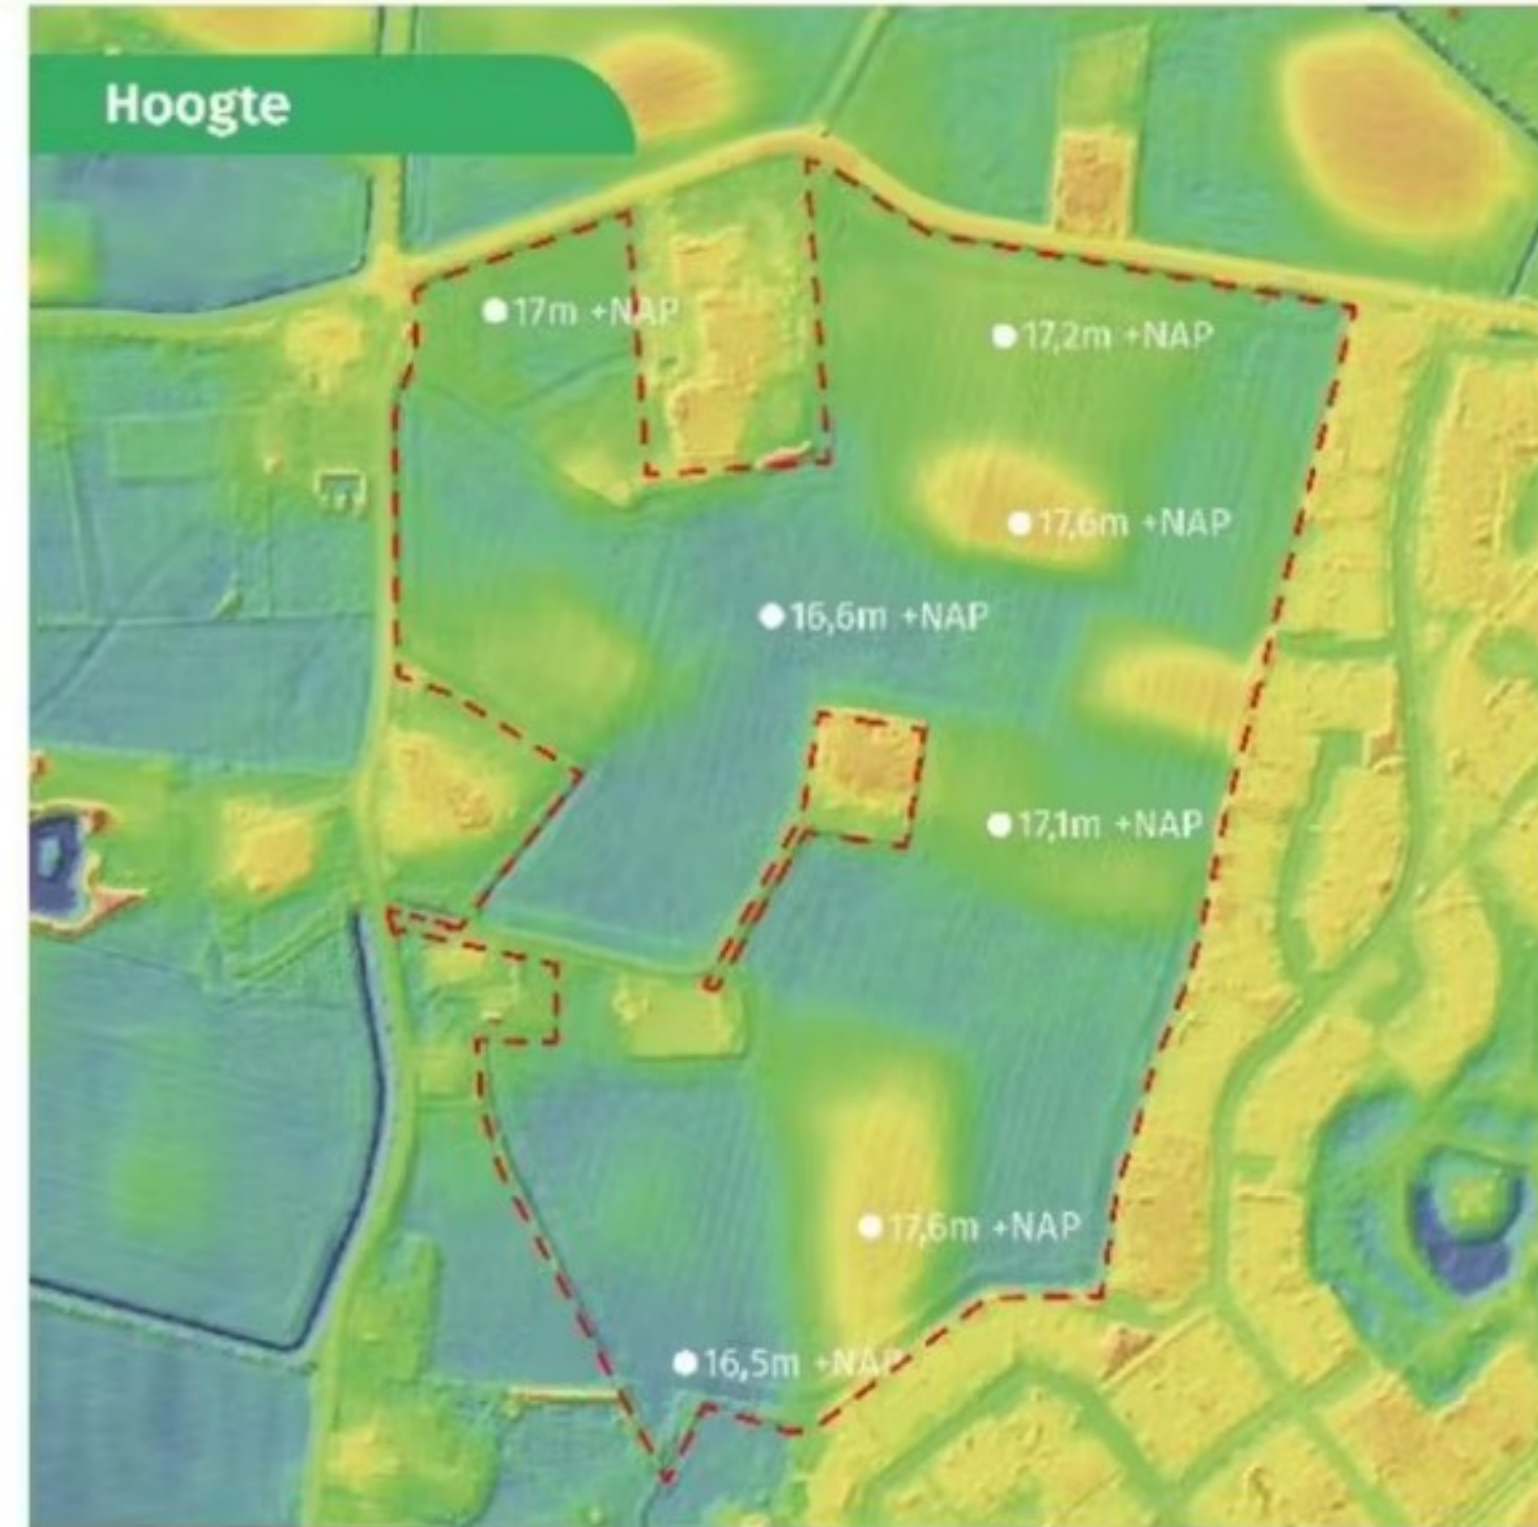 Hoogte
17m +NAP
17,2m +NAP
17,6m +NAP
16,6m +NAP
17,1m +NAP
17,6m +NAP
16,5m +NAP